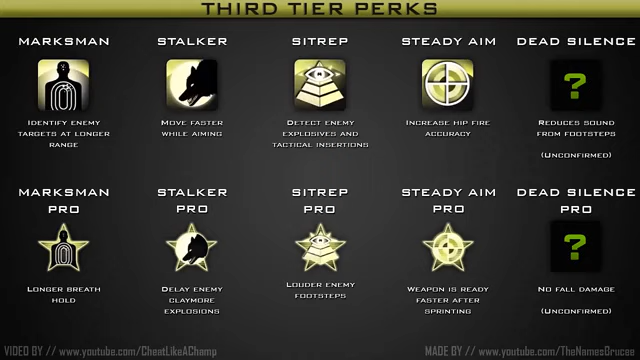 THIRD TIER PERKS
MARKSMAN STALKER SITREP STEADY AIM DEAD SILENCE
IDENTIFY ENEMY
TARGETS AT LONGER
RANGE
MOVE FASTER
WHILE AIMING
DETECT ENEMY
EXPLOSIVES AND
TACTICAL INSERTIONS
INCREASE HIP FIRE
ACCURACY
?
REDUCES SOUND
FROM FOOTSTEPS
(UNCONFIRMED)
MARKSMAN
PRO
STALKER
PRO
SITREP
PRO
STEADY AIM
PRO
DEAD SILENCE
PRO
LONGER BREATH
HOLD
DELAY ENEMY
CLAYMORE
EXPLOSIONS
LOUDER ENEMY
FOOTSTEPS
WEAPON IS READY
FASTER AFTER
SPRINTING
?
NO FALL DAMAGE
(UNCONFIRMED)
VIDEO BY // www.youtube.com/CheatLikeAChamp
MADE BY // www.youtube.com/TheNamesDrucae